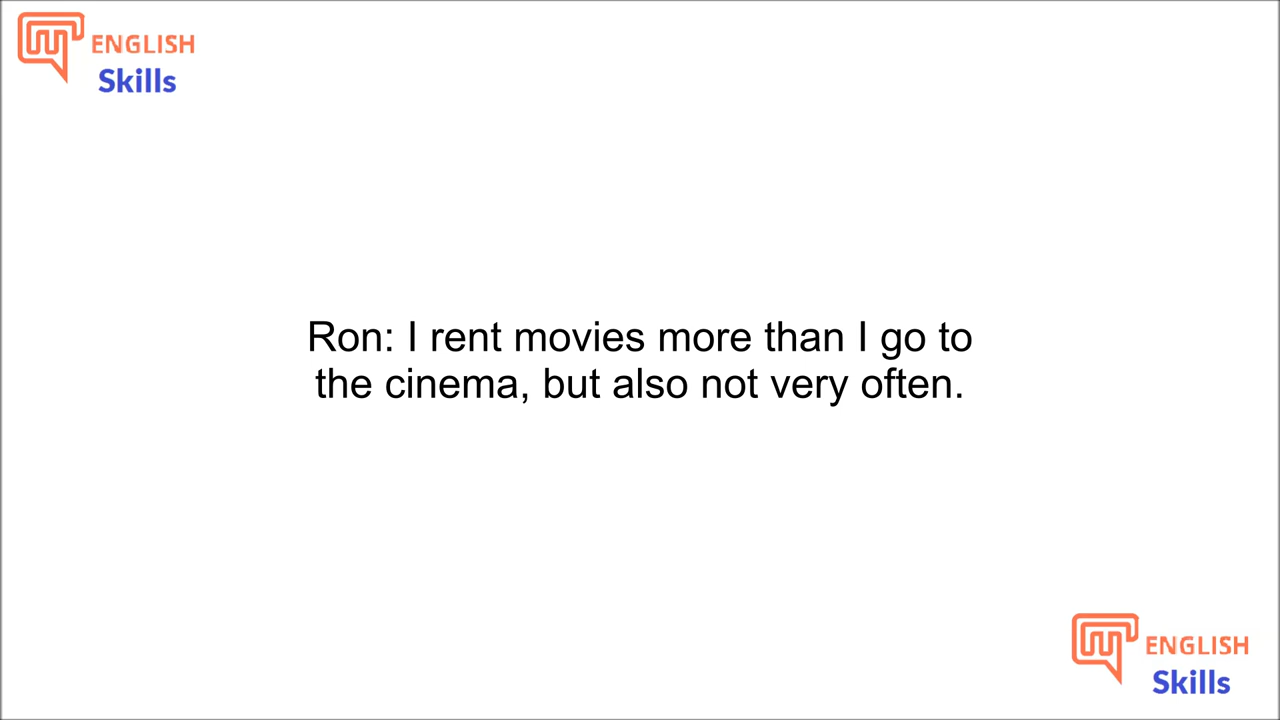 ENGLISH
Skills
Ron: I rent movies more than I go to
the cinema, but also not very often.
ENGLISH
Skills